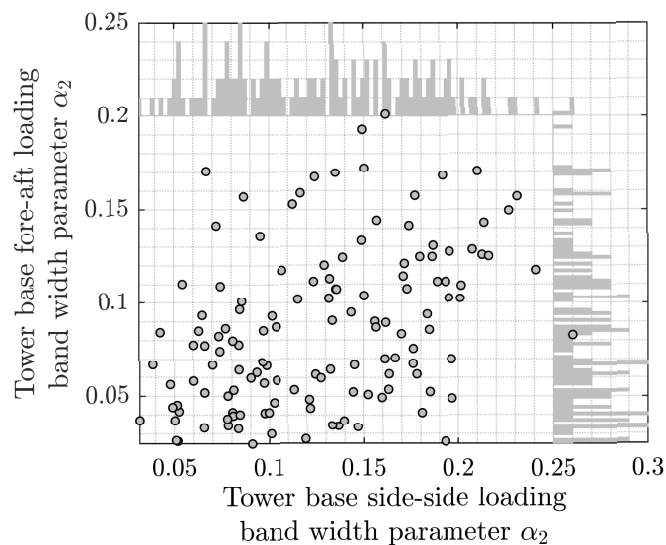 0.25
0.2
0.15
0.1
0.05
Tower base fore-aft loading
band width parameter α₂
0.05
0.1
0.15
0.2
0.25
0.3
Tower base side-side loading
band width parameter α₂